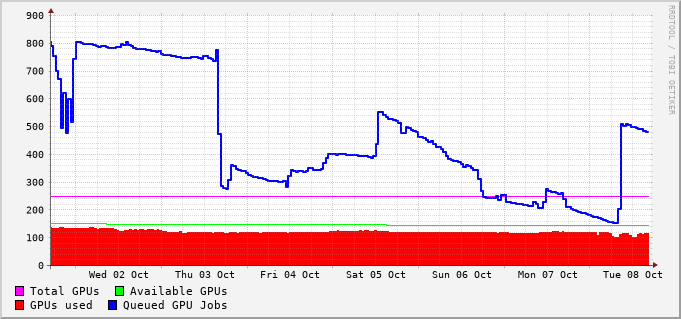 900
800
700
600
500
400
300
200
100
0
Wed 02 Oct Thu 03 Oct Fri 04 Oct Sat 05 Oct Sun 06 Oct Mon 07 Oct Tue 08 Oct
Total GPUs Available GPUs
GPUs used Queued GPU Jobs
RRDTOOL / TOBI OETIKER